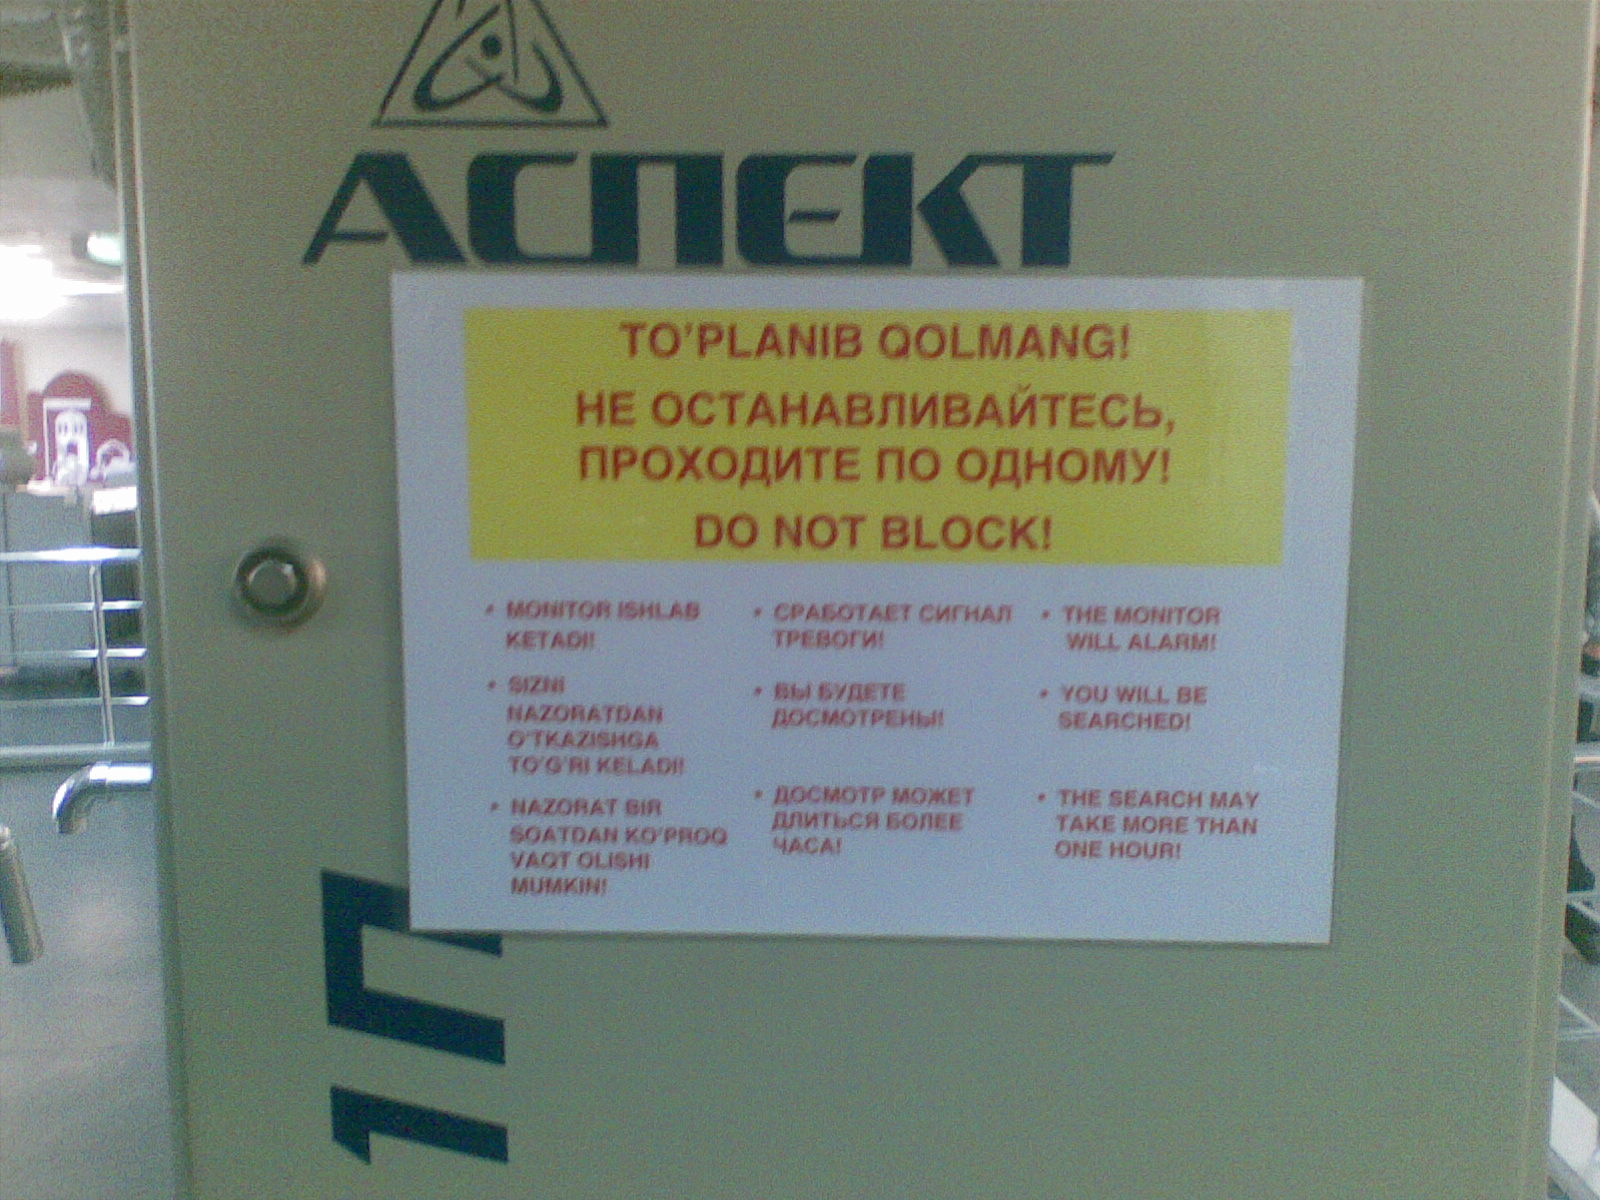 АСПЕКТ
TO'PLANIB QOLMANG!
НЕ ОСТАНАВЛИВАЙТЕСЬ,
ПРОХОДИТЕ ПО ОДНОМУ!
DO NOT BLOCK!
• MONITOR ISHLAB
KETADI!
• SIZNI
NAZORATDAN
O'TKAZISHGA
TO'G'RI KELADI!
• NAZORAT BIR
SOATDAN KO'PROQ
VAQT OLISHI
MUMKIN!
• СРАБОТАЕТ СИГНАЛ
ТРЕВОГИ!
• ВЫ БУДЕТЕ
ДОСМОТРЕНЫ!
• ДОСМОТР МОЖЕТ
ДЛИТЬСЯ БОЛЕЕ
ЧАСА!
• THE MONITOR
WILL ALARM!
• YOU WILL BE
SEARCHED!
• THE SEARCH MAY
TAKE MORE THAN
ONE HOUR!